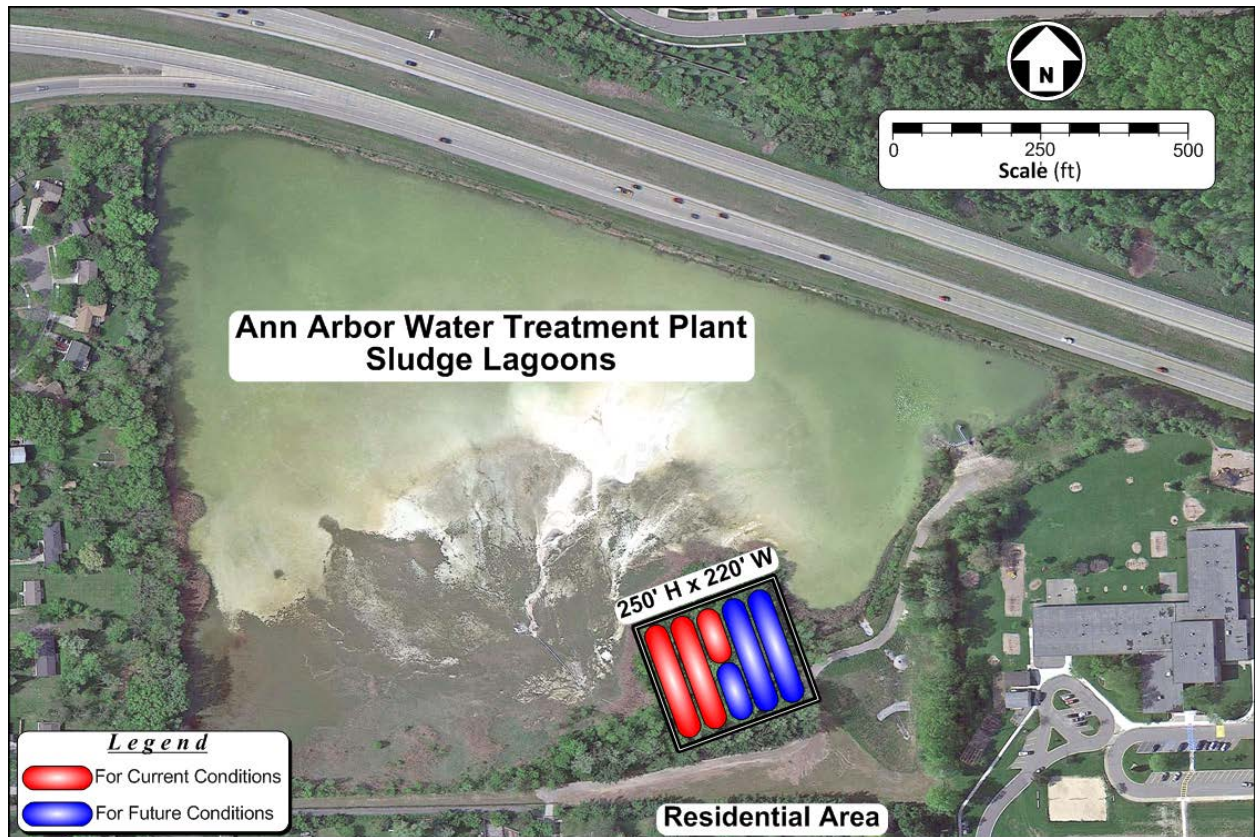 N
0 250 500
Scale (ft)
Ann Arbor Water Treatment Plant
Sludge Lagoons
250' H x 220' W
Legend
For Current Conditions
For Future Conditions
Residential Area